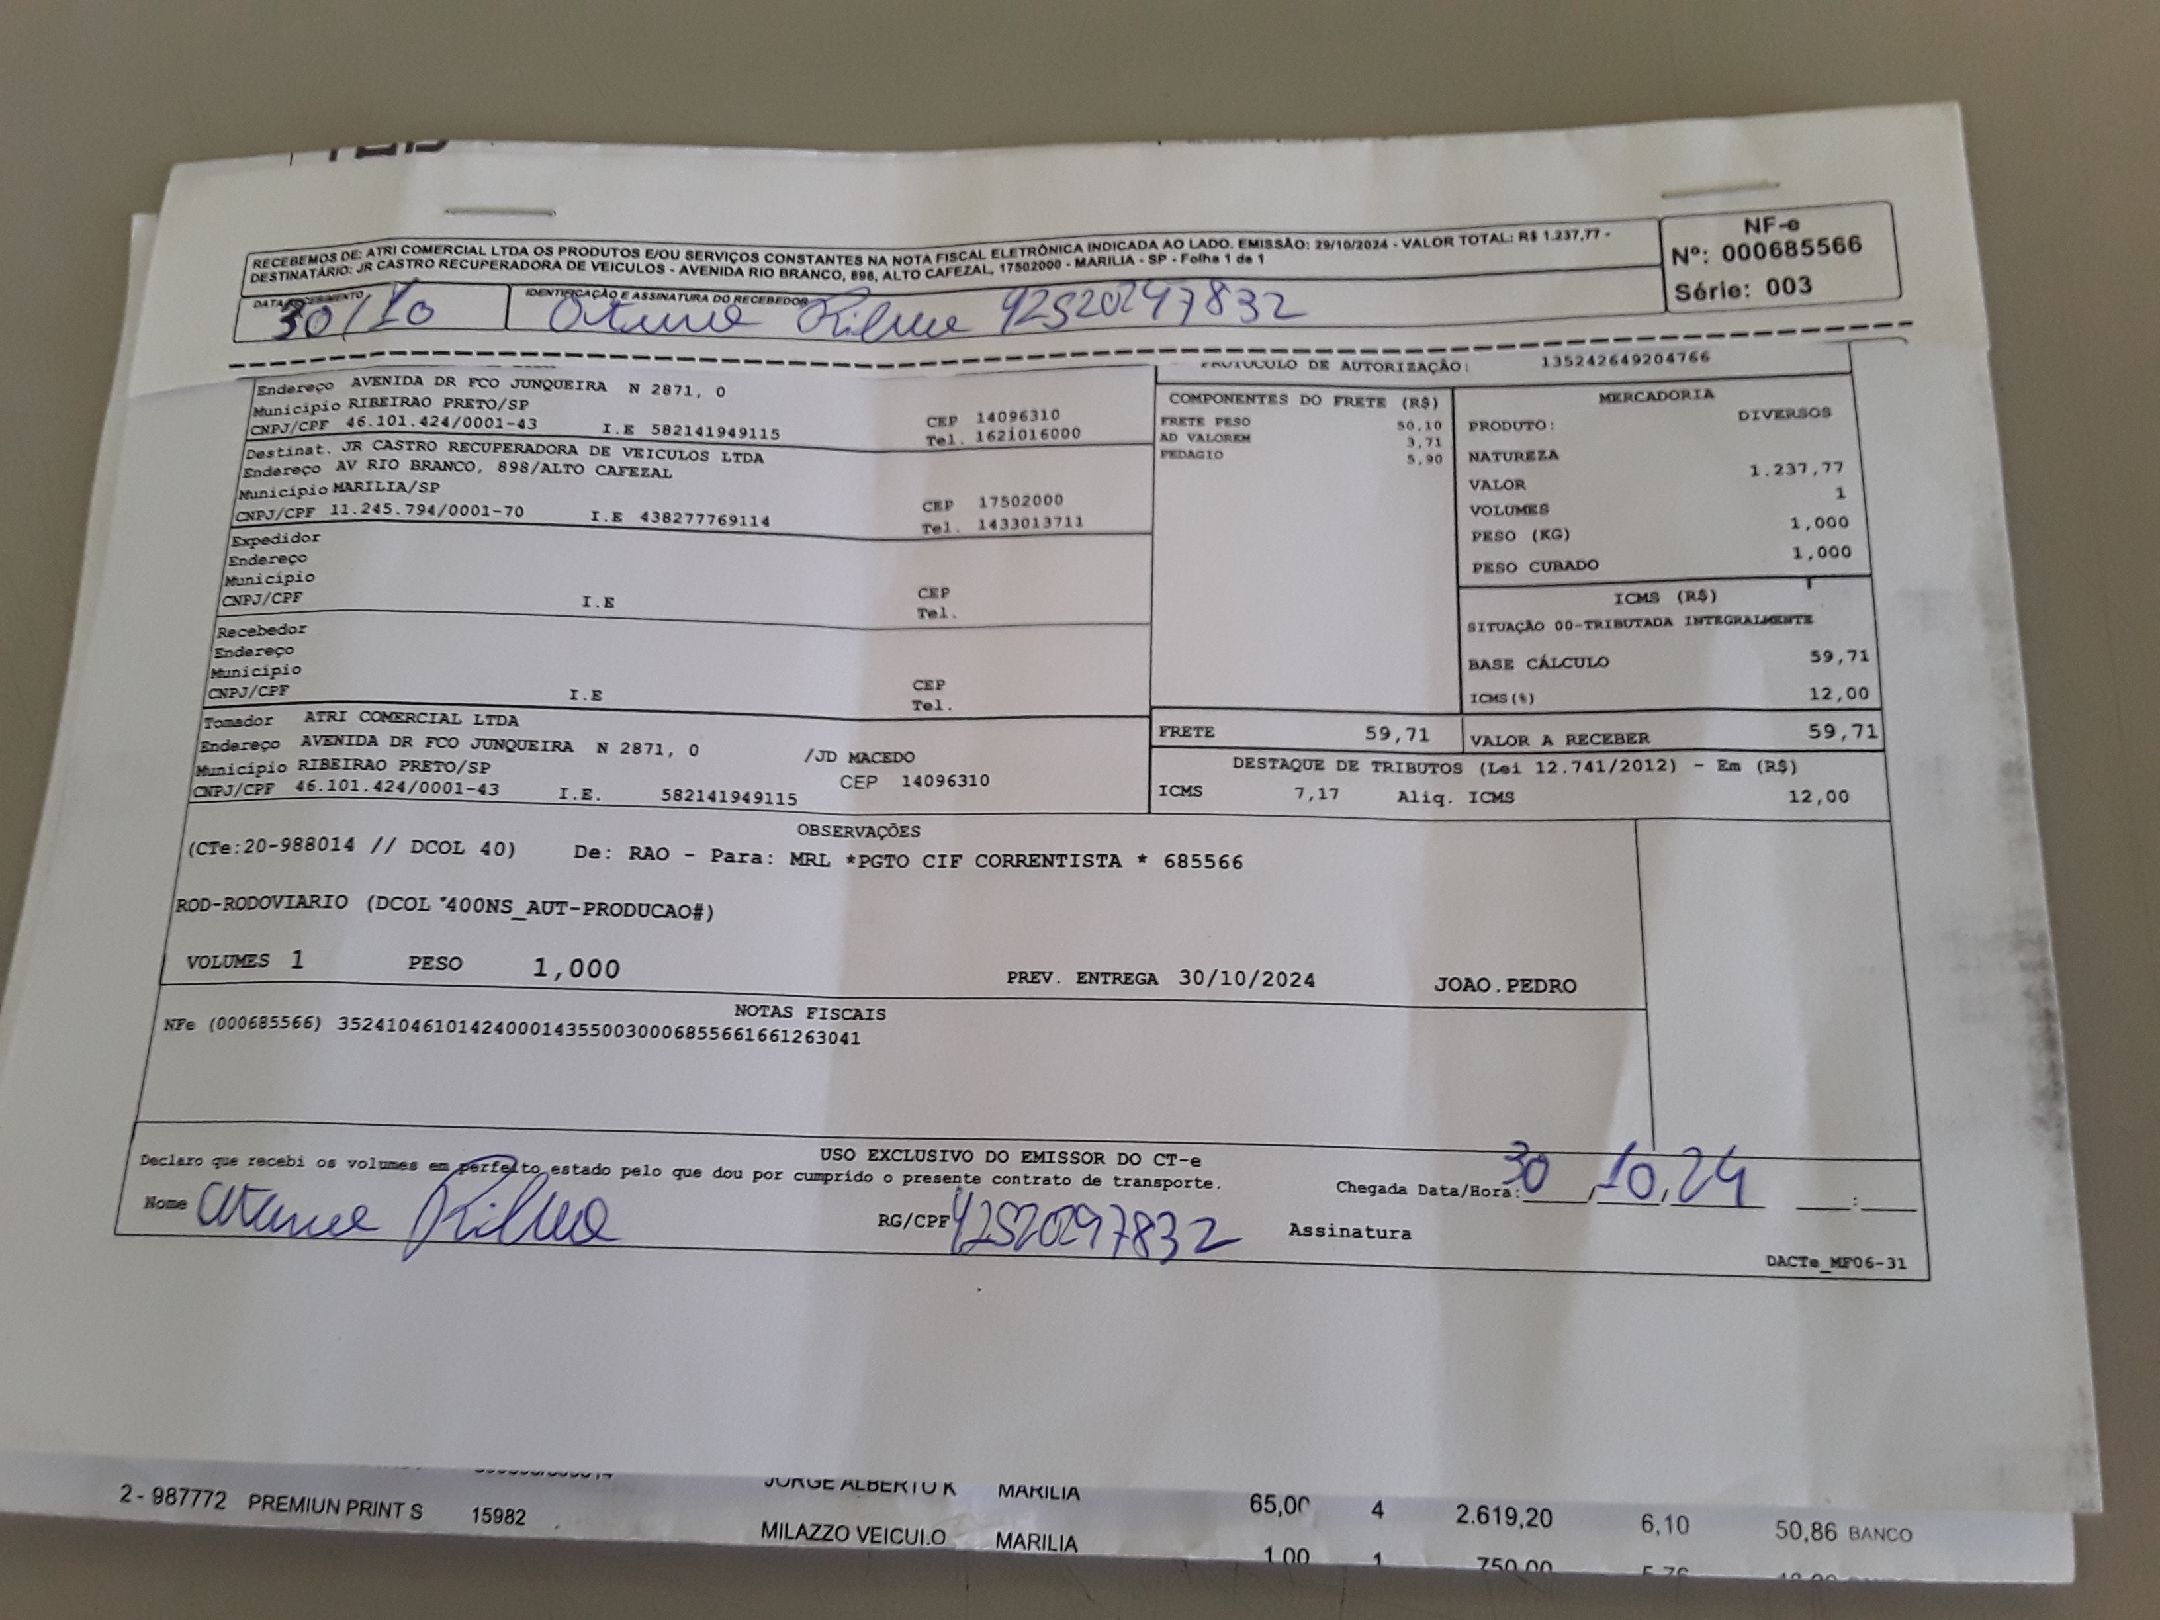 RECEBEMOS DE: ATRI COMERCIAL LTDA OS PRODUTOS E/OU SERVIÇOS CONSTANTES NA NOTA FISCAL ELETRÔNICA INDICADA AO LADO. EMISSÃO: 29/10/2024 - VALOR TOTAL: R$ 1.237,77 -
DESTINATÁRIO: JR CASTRO RECUPERADORA DE VEICULOS - AVENIDA RIO BRANCO, 898, ALTO CAFEZAL, 17502000 - MARILIA - SP - Folha 1 de 1
NF-e
Nº: 000685566
Série: 003
IDENTIFICAÇÃO E ASSINATURA DO RECEBEDOR
30/10
PROTOCOLO DE AUTORIZAÇÃO: 135242649204766
Endereço AVENIDA DR FCO JUNQUEIRA N 2871, 0
Município RIBEIRAO PRETO/SP CEP 14096310
CNPJ/CPF 46.101.424/0001-43 I.E 582141949115 Tel. 1621016000
Destinat. JR CASTRO RECUPERADORA DE VEICULOS LTDA
Endereço AV RIO BRANCO, 898/ALTO CAFEZAL
Município MARILIA/SP CEP 17502000
CNPJ/CPF 11.245.794/0001-70 I.E 438277769114 Tel. 1433013711
Expedidor
Endereço
Município CEP
CNPJ/CPF I.E Tel.
Recebedor
Endereço
Município CEP
CNPJ/CPF I.E Tel.
Tomador ATRI COMERCIAL LTDA
Endereço AVENIDA DR FCO JUNQUEIRA N 2871, 0 /JD MACEDO
Município RIBEIRAO PRETO/SP CEP 14096310
CNPJ/CPF 46.101.424/0001-43 I.E. 582141949115
COMPONENTES DO FRETE (R$)
FRETE PESO 50,10
AD VALOREM 3,71
PEDAGIO 5,90
MERCADORIA
PRODUTO: DIVERSOS
NATUREZA
VALOR 1.237,77
VOLUMES 1
PESO (KG) 1,000
PESO CUBADO 1,000
ICMS (R$)
SITUAÇÃO 00-TRIBUTADA INTEGRALMENTE
BASE CÁLCULO 59,71
ICMS(%) 12,00
FRETE 59,71 VALOR A RECEBER 59,71
DESTAQUE DE TRIBUTOS (Lei 12.741/2012) - Em (R$)
ICMS 7,17 Aliq. ICMS 12,00
OBSERVAÇÕES
(CTe:20-988014 // DCOL 40) De: RAO - Para: MRL *PGTO CIF CORRENTISTA * 685566
ROD-RODOVIARIO (DCOL 400NS_AUT-PRODUCAO#)
VOLUMES 1 PESO 1,000 PREV. ENTREGA 30/10/2024 JOAO.PEDRO
NOTAS FISCAIS
NFe (000685566) 35241046101424000143550030006855661661263041
USO EXCLUSIVO DO EMISSOR DO CT-e
Declaro que recebi os volumes em perfeito estado pelo que dou por cumprido o presente contrato de transporte.
Chegada Data/Hora: 30 10 24 :
Nome RG/CPF 42520297832 Assinatura
DACTe_MF06-31
JORGE ALBERTO K MARILIA 65,00 4 2.619,20 6,10 50,86 BANCO
2 - 987772 PREMIUN PRINT S 15982 MILAZZO VEICULO MARILIA 1,00 1 750,00